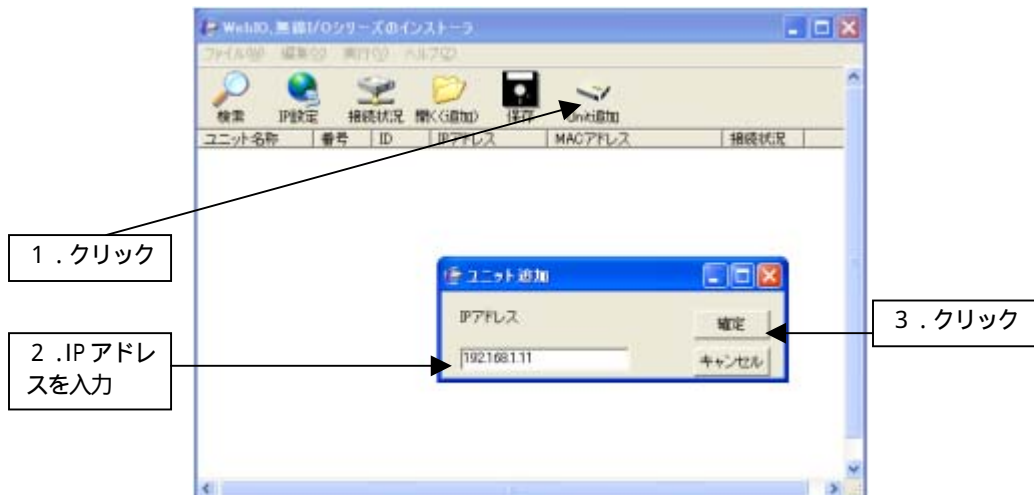 WebIO,無線I/Oシリーズのインストーラ
ファイル(W) 編集(X) 実行(Y) ヘルプ(Z)
検索 IP設定 接続状況 開く(追加) 保存 Unit追加
ユニット名称 番号 ID IPアドレス MACアドレス 接続状況
1.クリック
ユニット追加
IPアドレス
確定
3.クリック
2.IPアドレ
スを入力
192.168.1.11
キャンセル